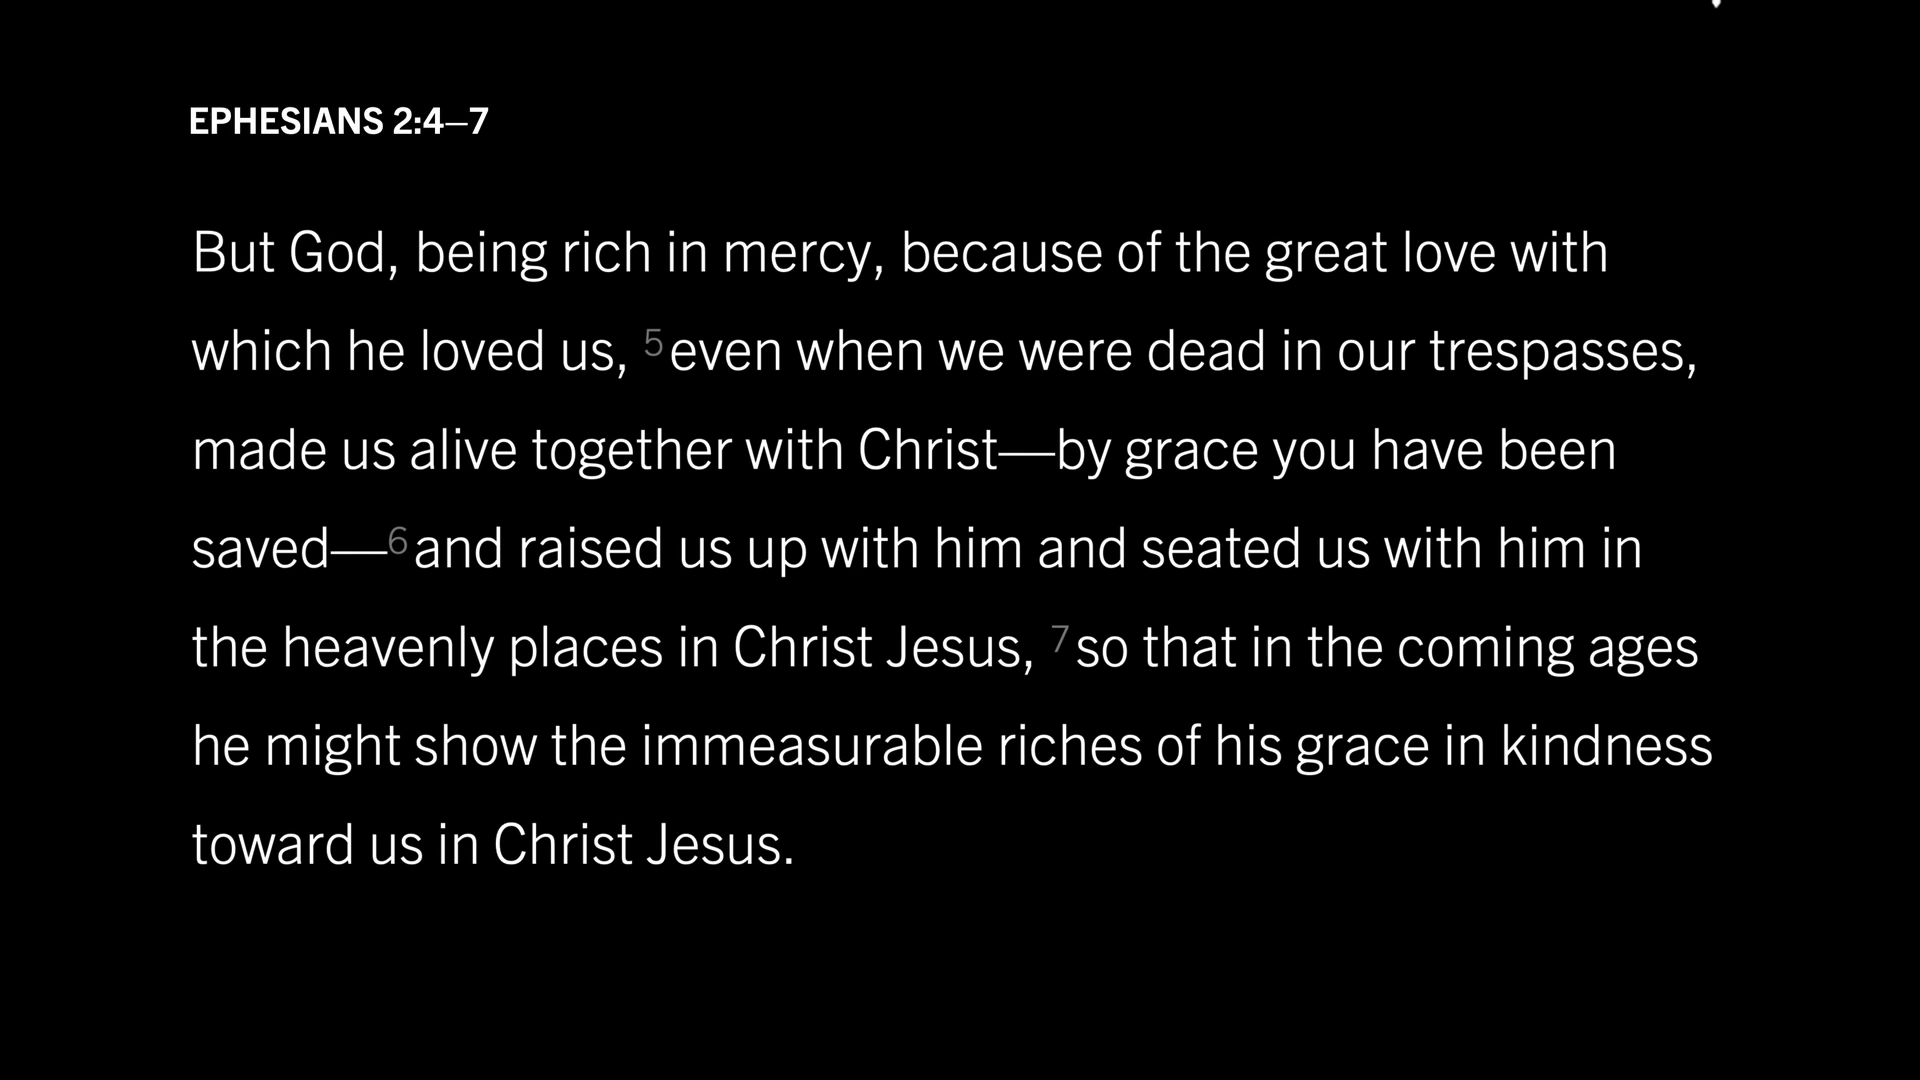 EPHESIANS 2:4–7
But God, being rich in mercy, because of the great love with
which he loved us, 5 even when we were dead in our trespasses,
made us alive together with Christ—by grace you have been
saved—6 and raised us up with him and seated us with him in
the heavenly places in Christ Jesus, 7 so that in the coming ages
he might show the immeasurable riches of his grace in kindness
toward us in Christ Jesus.